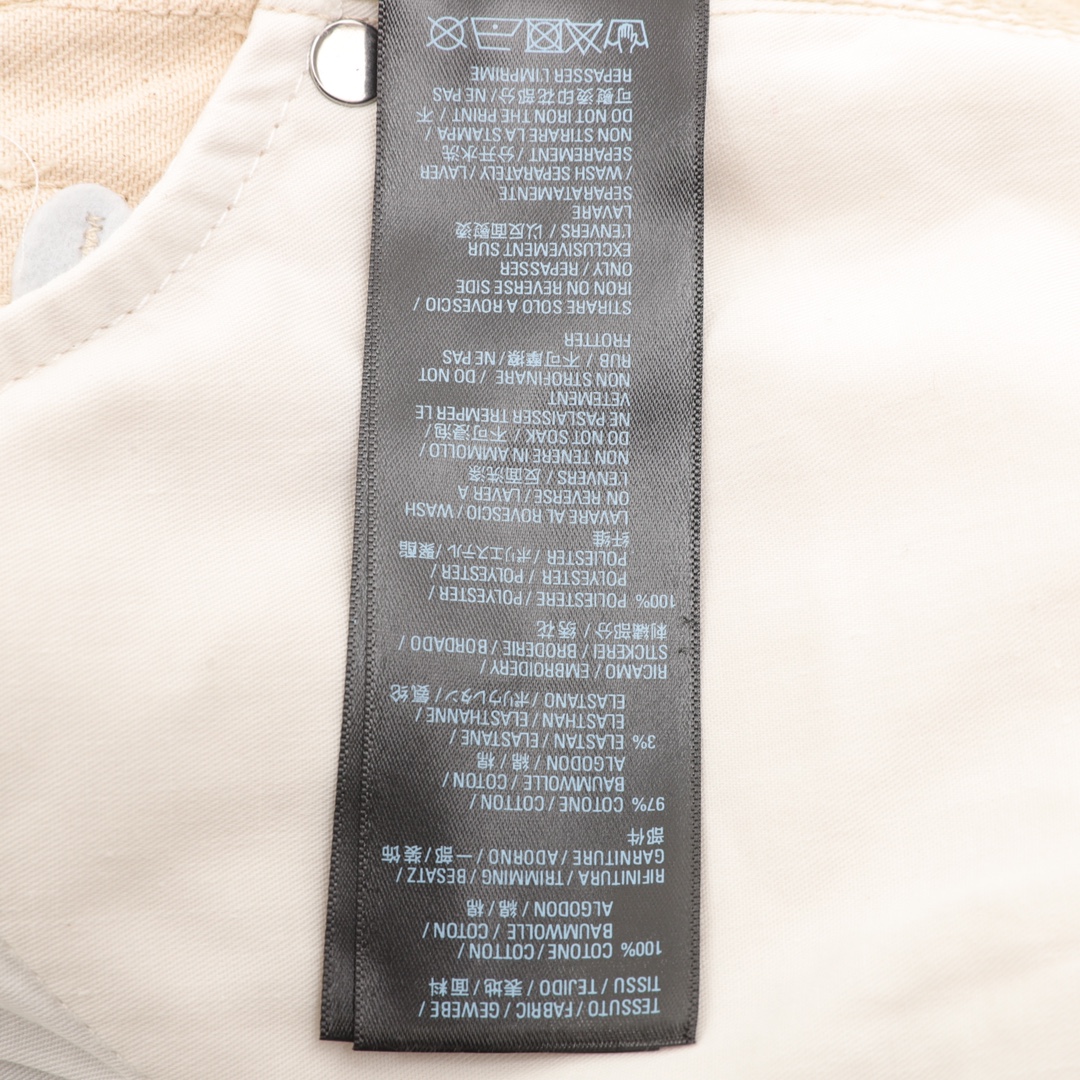 TESSUTO / FABRIC / GEWEBE /
TISSU / TEJIDO / 表地 / 面料
100% COTONE / COTTON /
BAUMWOLLE / COTON /
ALGODON / 綿 / 棉
RIFINITURA / TRIMMING / BESATZ /
GARNITURE / ADORNO / 一部 / 装饰
部件
97% COTONE / COTTON /
BAUMWOLLE / COTON /
ALGODON / 綿 / 棉
3% ELASTAN / ELASTANE /
ELASTHAN / ELASTHANNE /
ELASTANO / ポリウレタン / 氨纶
RICAMO / EMBROIDERY /
STICKEREI / BRODERIE / BORDADO /
刺繍部分 / 绣花
100% POLIESTERE / POLYESTER /
POLYESTER / POLYESTER /
POLIESTER / ポリエステル / 聚酯
纤维
LAVARE AL ROVESCIO / WASH
ON REVERSE / LAVER A
L'ENVERS / 反面洗涤
NON TENERE IN AMMOLLO /
DO NOT SOAK / 不可浸泡 /
NE PASLAISSER TREMPER LE
VETEMENT
NON STROFINARE / DO NOT
RUB / 不可摩擦 / NE PAS
FROTTER
STIRARE SOLO A ROVESCIO /
IRON ON REVERSE SIDE
ONLY / REPASSER
EXCLUSIVEMENT SUR
L'ENVERS / 以反面熨烫
LAVARE
SEPARATAMENTE
/ WASH SEPARATELY / LAVER
SEPAREMENT / 分开水洗
NON STIRARE LA STAMPA /
DO NOT IRON THE PRINT / 不
可熨烫印花部分 / NE PAS
REPASSER L'IMPRIME